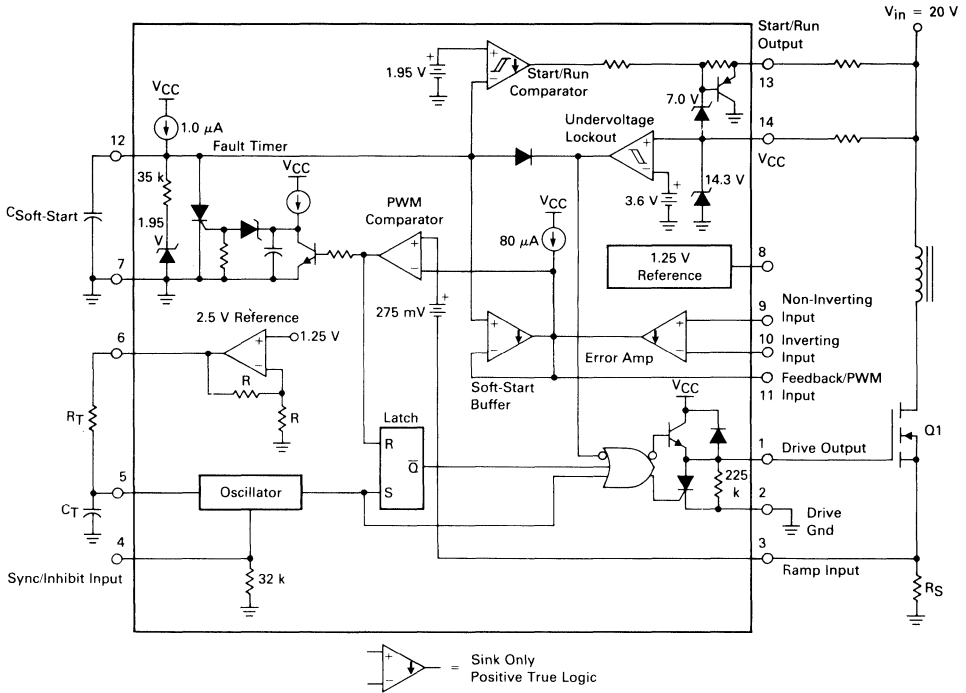 Vin = 20 V
Start/Run
Output
13
1.95 V
+
+
−
Start/Run
Comparator
7.0 V
14
VCC
Undervoltage
Lockout
14.3 V
3.6 V
+
VCC
1.0 μA
12
Fault Timer
35 k
1.95
V
CSoft-Start
7
VCC
PWM
Comparator
+
−
275 mV
+
VCC
80 μA
1.25 V
Reference
8
9
Non-Inverting
Input
10
Inverting
Input
+
−
Error Amp
+
−
Soft-Start
Buffer
Feedback/PWM
11
Input
2.5 V Reference
6
+
−
1.25 V
R
R
RT
Latch
R
Q
S
VCC
1
Drive Output
225
k
2
Drive
Gnd
Q1
5
Oscillator
CT
4
Sync/Inhibit Input
32 k
3
Ramp Input
RS
+
−
= Sink Only
Positive True Logic